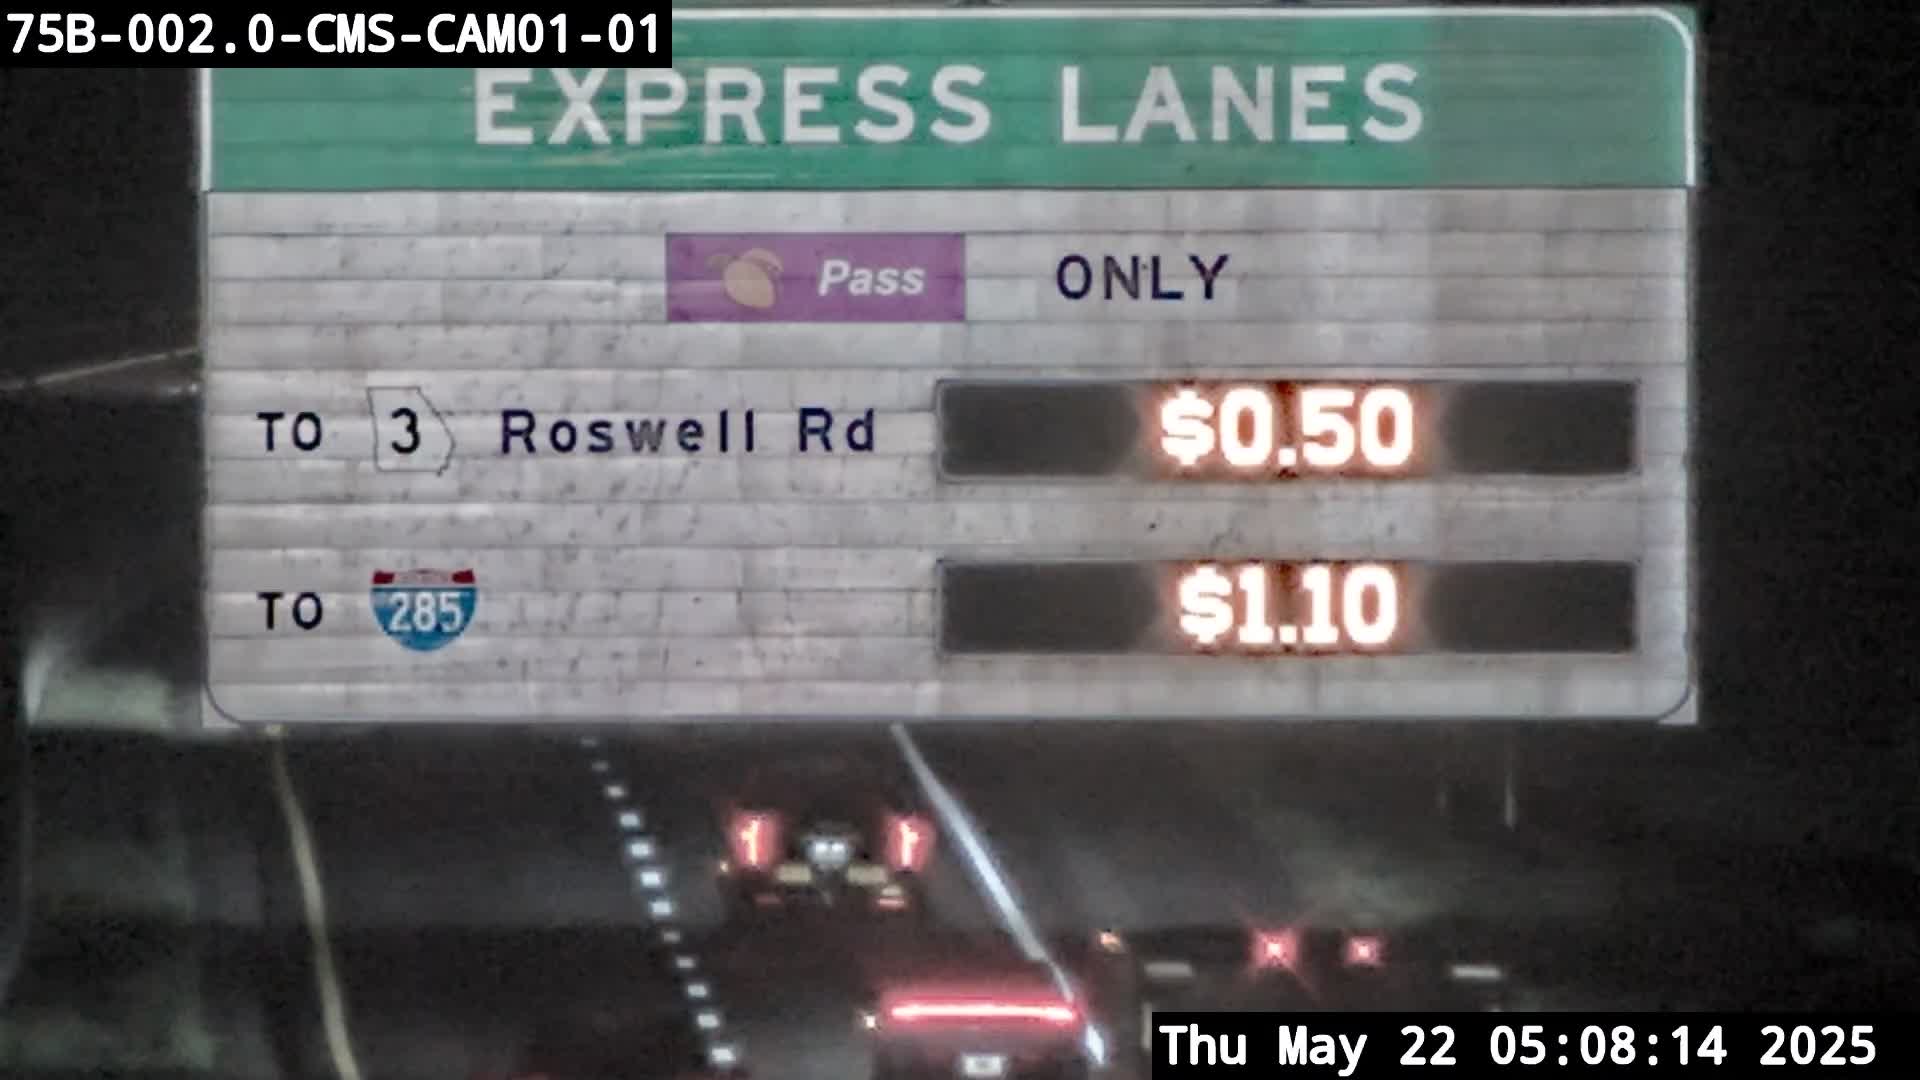 75B-002.0-CMS-CAM01-01
EXPRESS LANES
Pass ONLY
TO 3 Roswell Rd $0.50
TO 285 $1.10
Thu May 22 05:08:14 2025